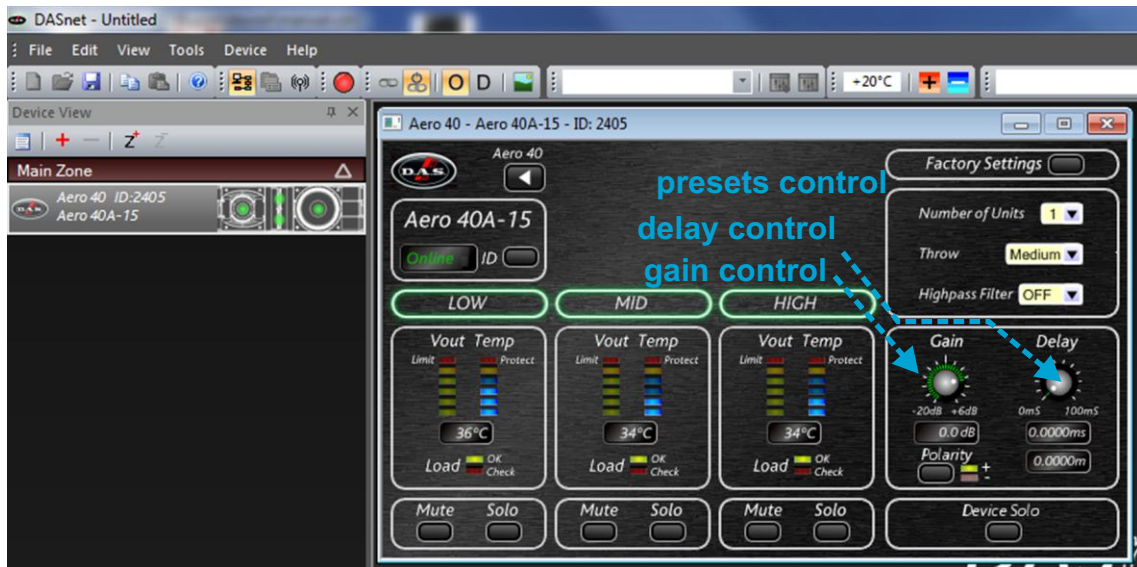 DASnet - Untitled
File Edit View Tools Device Help
O D
+20°C
Device View
Z Z
Main Zone
Aero 40 ID:2405
Aero 40A-15
Aero 40 - Aero 40A-15 - ID: 2405
D.A.S.
Aero 40
Factory Settings
presets control
delay control
gain control
Aero 40A-15
Online ID
Number of Units 1
Throw Medium
Highpass Filter OFF
LOW MID HIGH
Vout Temp Vout Temp Vout Temp
Limit Protect Limit Protect Limit Protect
36°C 34°C 34°C
Load OK Check Load OK Check Load OK Check
Gain Delay
-20dB +6dB 0mS 100mS
0.0 dB 0.0000ms
Polarity + - 0.0000m
Mute Solo Mute Solo Mute Solo
Device Solo